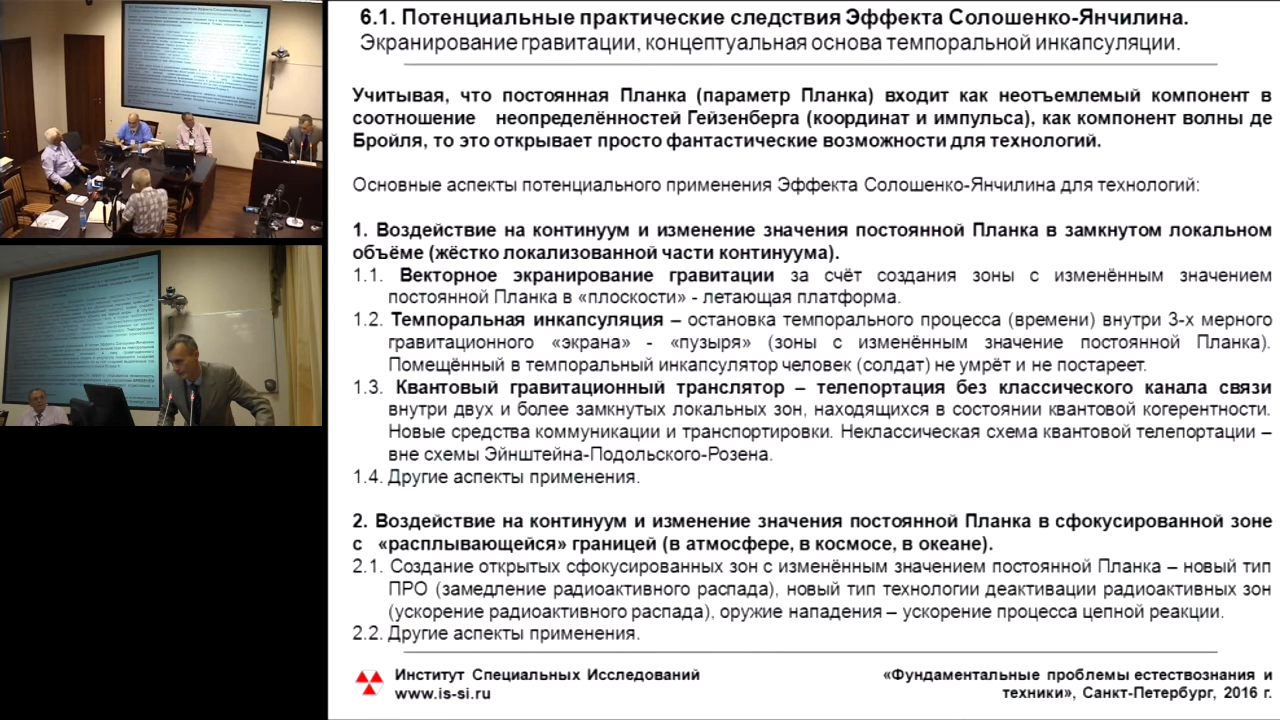 6.1. Потенциальные практические следствия Эффекта Солошенко-Янчилина.
Экранирование гравитации, концептуальная основа темпоральной инкапсуляции.
Учитывая, что постоянная Планка (параметр Планка) входит как неотъемлемый компонент в
соотношение неопределённостей Гейзенберга (координат и импульса), как компонент волны де
Бройля, то это открывает просто фантастические возможности для технологий.
Основные аспекты потенциального применения Эффекта Солошенко-Янчилина для технологий:
1. Воздействие на континуум и изменение значения постоянной Планка в замкнутом локальном
объёме (жёстко локализованной части континуума).
1.1. Векторное экранирование гравитации за счёт создания зоны с изменённым значением
постоянной Планка в «плоскости» - летающая платформа.
1.2. Темпоральная инкапсуляция – остановка темпорального процесса (времени) внутри 3-х мерного
гравитационного «экрана» - «пузыря» (зоны с изменённым значение постоянной Планка).
Помещённый в темпоральный инкапсулятор человек (солдат) не умрёт и не постареет.
1.3. Квантовый гравитационный транслятор – телепортация без классического канала связи
внутри двух и более замкнутых локальных зон, находящихся в состоянии квантовой когерентности.
Новые средства коммуникации и транспортировки. Неклассическая схема квантовой телепортации –
вне схемы Эйнштейна-Подольского-Розена.
1.4. Другие аспекты применения.
2. Воздействие на континуум и изменение значения постоянной Планка в сфокусированной зоне
с «расплывающейся» границей (в атмосфере, в космосе, в океане).
2.1. Создание открытых сфокусированных зон с изменённым значением постоянной Планка – новый тип
ПРО (замедление радиоактивного распада), новый тип технологии деактивации радиоактивных зон
(ускорение радиоактивного распада), оружие нападения – ускорение процесса цепной реакции.
2.2. Другие аспекты применения.
Институт Специальных Исследований
www.is-si.ru
«Фундаментальные проблемы естествознания и
техники», Санкт-Петербург, 2016 г.